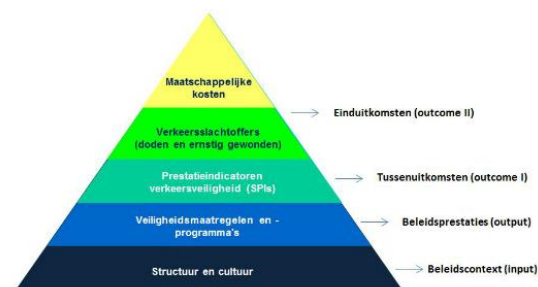 Maatschappelijke
kosten
Einduitkomsten (outcome II)
Verkeersslachtoffers
(doden en ernstig gewonden)
Prestatieindicatoren
verkeersveiligheid (SPIs)
Tussenuitkomsten (outcome I)
Veiligheidsmaatregelen en -
programma's
Beleidsprestaties (output)
Structuur en cultuur
Beleidscontext (input)